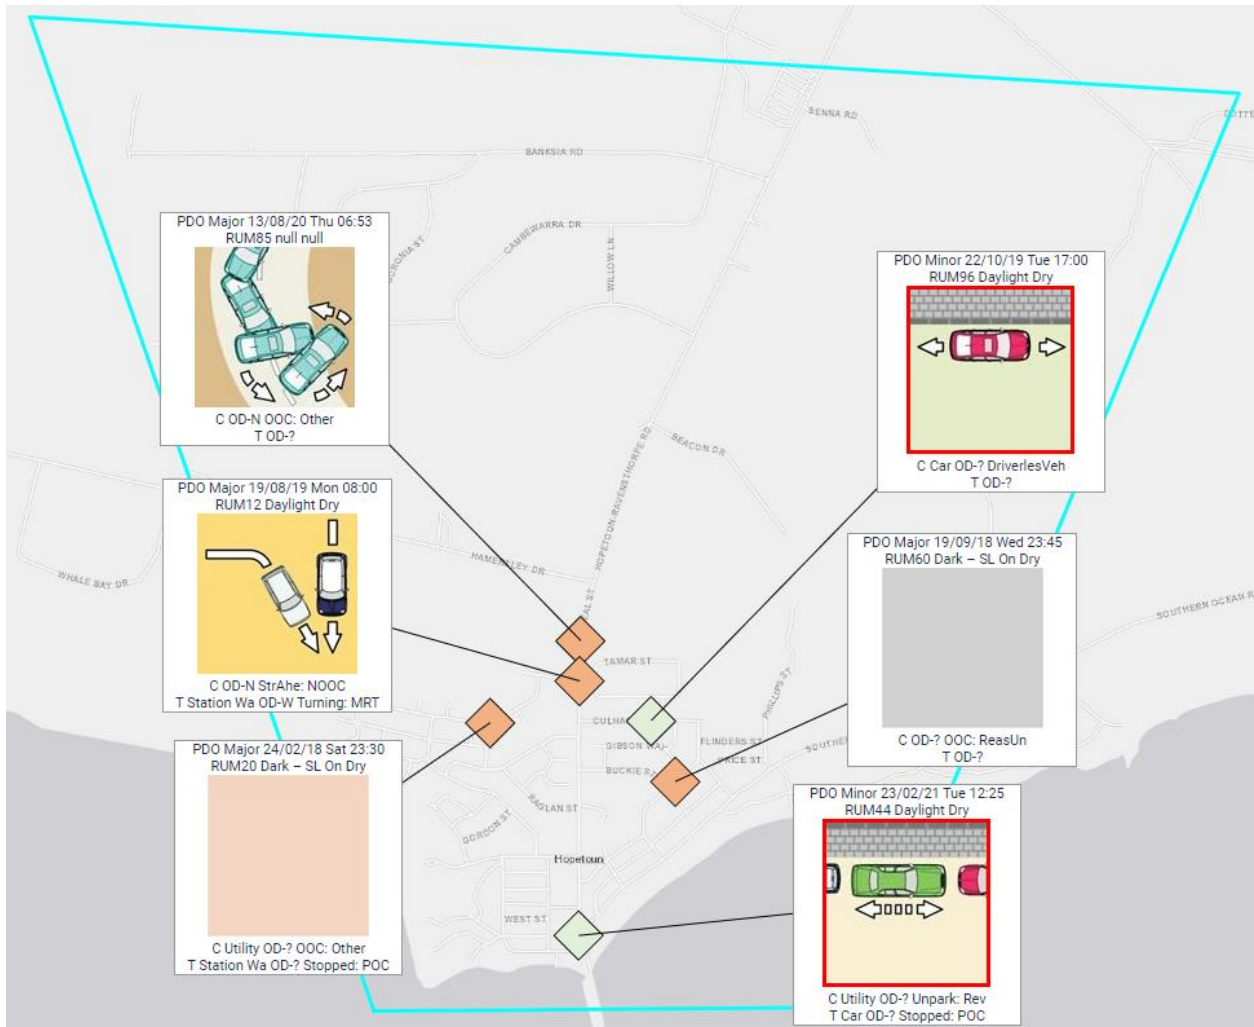 SENNA RD
BANKSIA RD
CAMBEWARRA DR
WILLOW LN
PDO Major 13/08/20 Thu 06:53
RUM85 null null
C OD-N OOC: Other
T OD-?
PDO Minor 22/10/19 Tue 17:00
RUM96 Daylight Dry
C Car OD-? DriverlesVeh
T OD-?
BEACON DR
HOPETOUN-RAVENSTHORPE RD
PDO Major 19/08/19 Mon 08:00
RUM12 Daylight Dry
C OD-N StrAhe: NOOC
T Station Wa OD-W Turning: MRT
HAMERSLEY DR
WHALE BAY DR
PDO Major 19/09/18 Wed 23:45
RUM60 Dark – SL On Dry
C OD-? OOC: ReasUn
T OD-?
SOUTHERN OCEAN R
LAMAR ST
PHILLIPS ST
CULHA
GIBSON WAY
FLINDERS ST
PRICE ST
SOUTHER
BUCKIE S
PDO Major 24/02/18 Sat 23:30
RUM20 Dark – SL On Dry
C Utility OD-? OOC: Other
T Station Wa OD-? Stopped: POC
RAGLAN ST
GORDON ST
Hopetoun
WEST ST
PDO Minor 23/02/21 Tue 12:25
RUM44 Daylight Dry
C Utility OD-? Unpark: Rev
T Car OD-? Stopped: POC